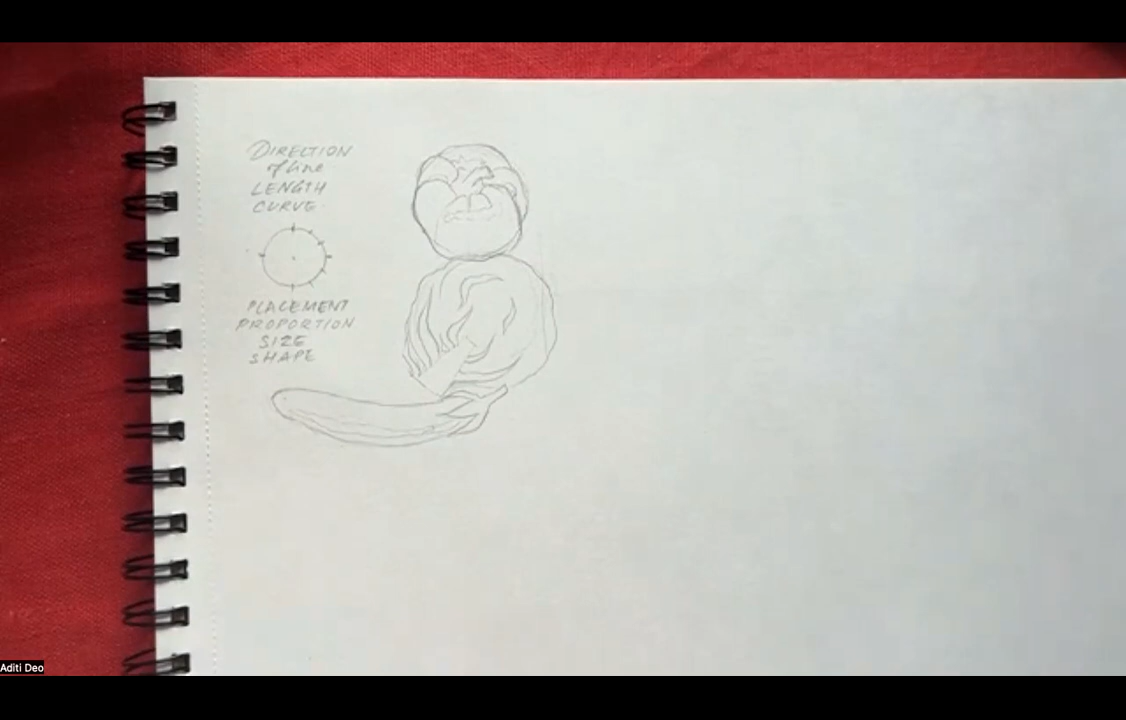 DIRECTION
of line
LENGTH
CURVE
PLACEMENT
PROPORTION
SIZE
SHAPE
Aditi Deo